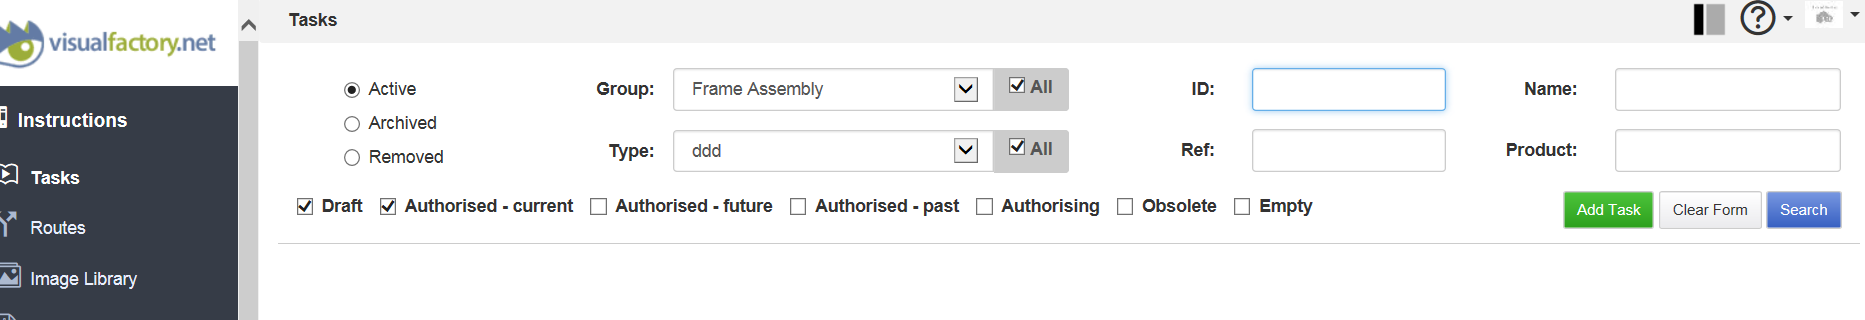 visualfactory.net
Tasks
Instructions
Tasks
Routes
Image Library
Active
Archived
Removed
Group: Frame Assembly All
Type: ddd All
ID:
Name:
Ref:
Product:
Draft Authorised - current Authorised - future Authorised - past Authorising Obsolete Empty
Add Task Clear Form Search